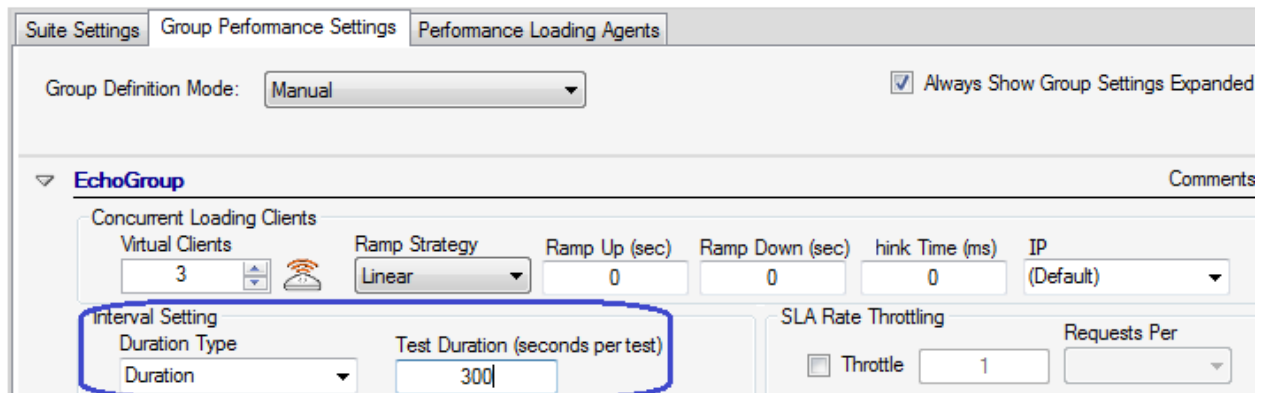 Suite Settings Group Performance Settings Performance Loading Agents
Group Definition Mode: Manual Always Show Group Settings Expanded
EchoGroup Comments
Concurrent Loading Clients
Virtual Clients Ramp Strategy Ramp Up (sec) Ramp Down (sec) hink Time (ms) IP
3 Linear 0 0 0 (Default)
Interval Setting SLA Rate Throttling
Duration Type Test Duration (seconds per test) Requests Per
Duration 300 Throttle 1